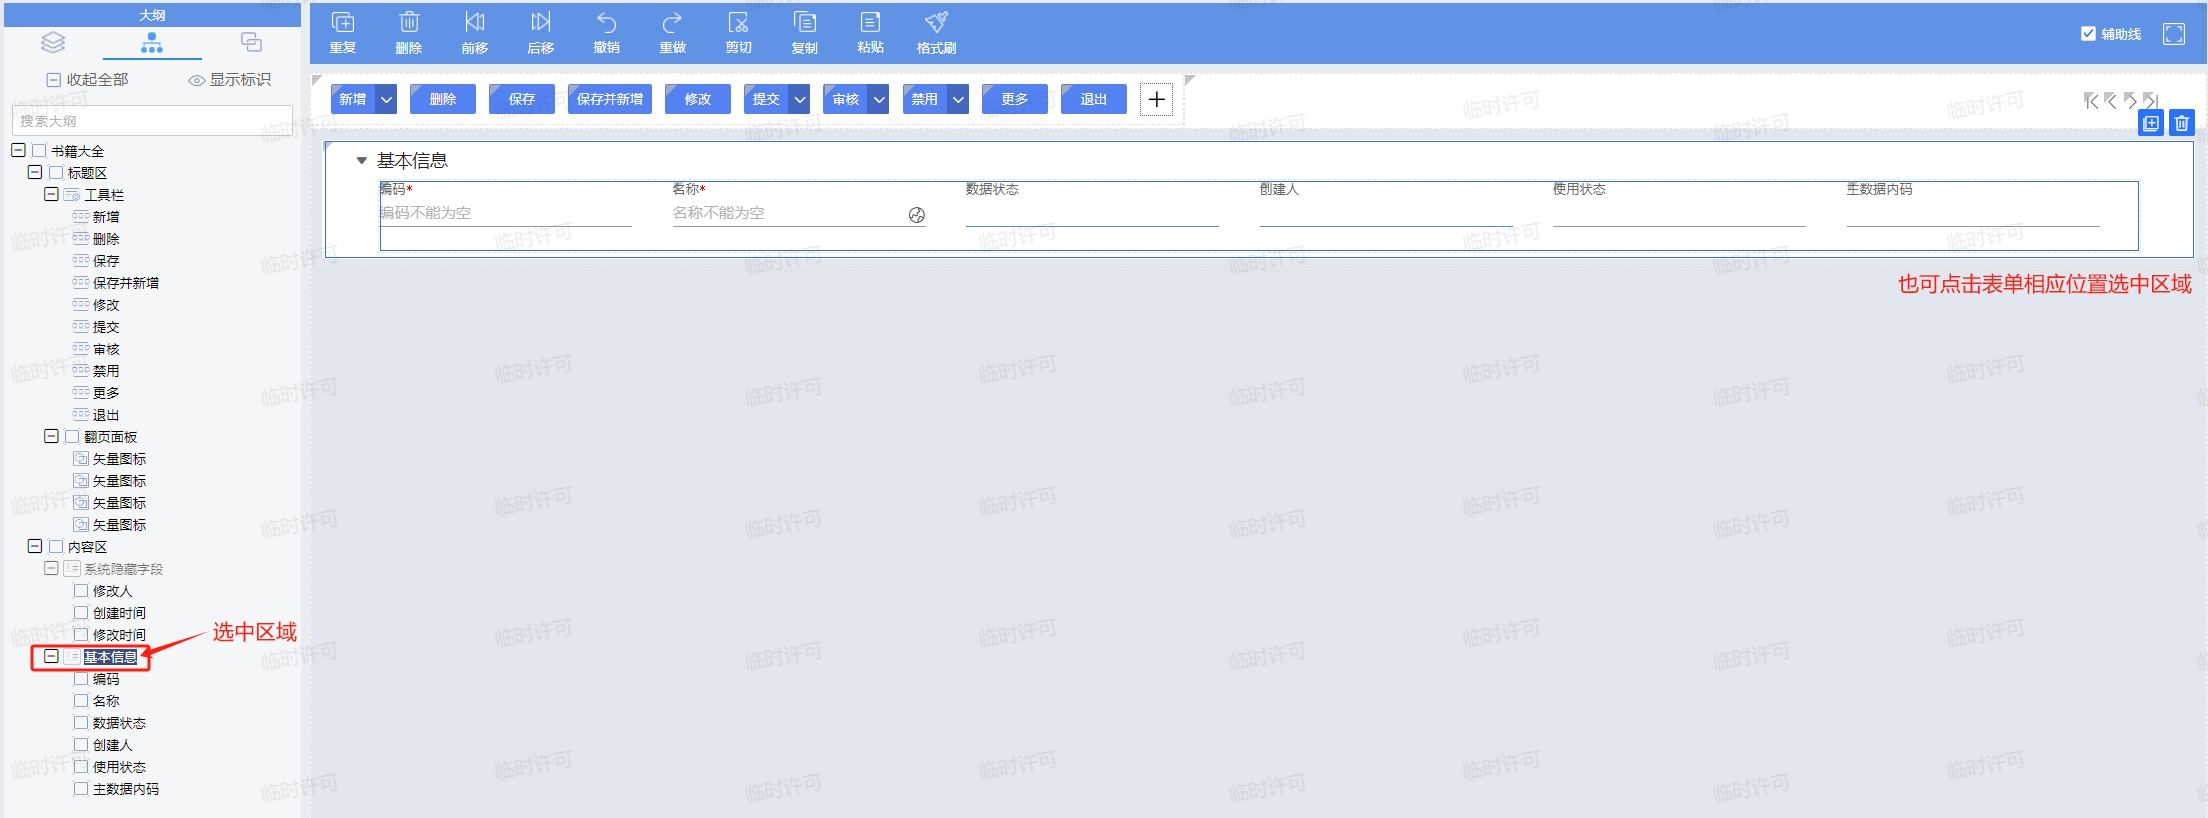 大纲
收起全部
显示标识
搜索大纲
书籍大全
标题区
工具栏
新增
删除
保存
保存并新增
修改
提交
审核
禁用
更多
退出
翻页面板
矢量图标
矢量图标
矢量图标
矢量图标
内容区
系统隐藏字段
修改人
创建时间
修改时间
基本信息
编码
名称
数据状态
创建人
使用状态
主数据内码
选中区域
重复 删除 前移 后移 撤销 重做 剪切 复制 粘贴 格式刷
辅助线
新增 删除 保存 保存并新增 修改 提交 审核 禁用 更多 退出
基本信息
编码* 名称* 数据状态 创建人 使用状态 主数据内码
编码不能为空 名称不能为空
也可点击表单相应位置选中区域
临时许可